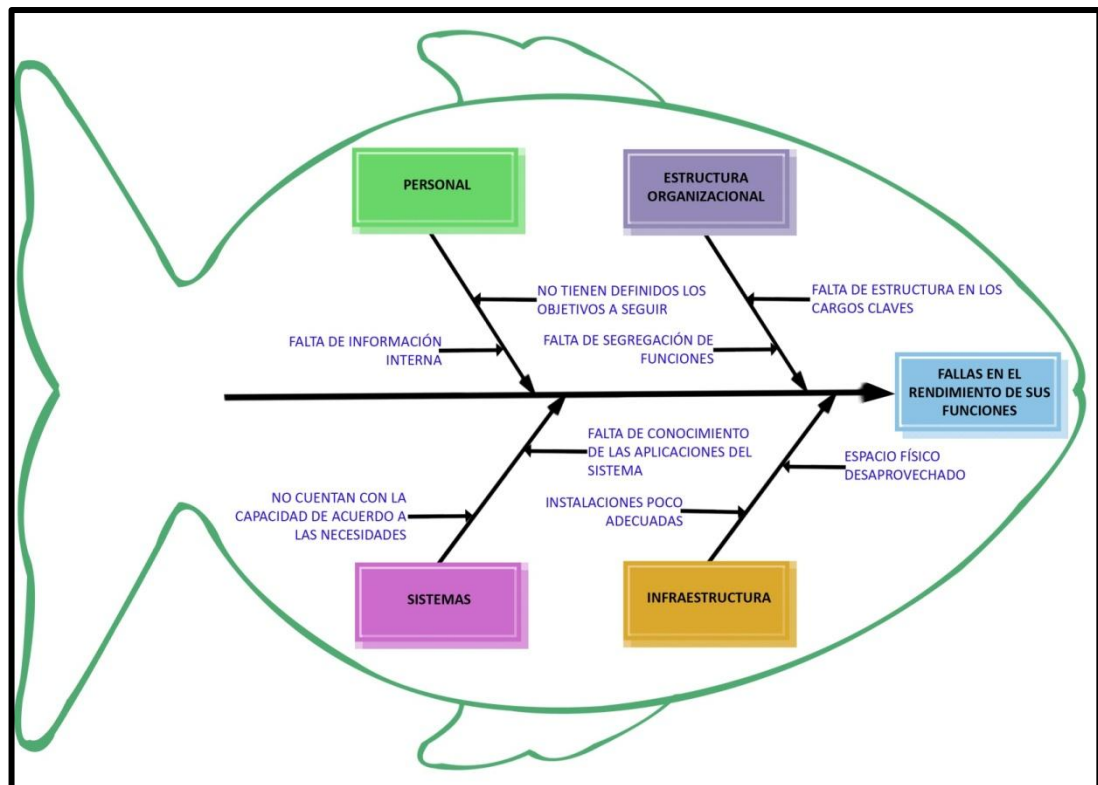 PERSONAL
ESTRUCTURA
ORGANIZACIONAL
NO TIENEN DEFINIDOS LOS
OBJETIVOS A SEGUIR
FALTA DE ESTRUCTURA EN LOS
CARGOS CLAVES
FALTA DE INFORMACIÓN
INTERNA
FALTA DE SEGREGACIÓN DE
FUNCIONES
FALLAS EN EL
RENDIMIENTO DE SUS
FUNCIONES
FALTA DE CONOCIMIENTO
DE LAS APLICACIONES DEL
SISTEMA
ESPACIO FÍSICO
DESAPROVECHADO
NO CUENTAN CON LA
CAPACIDAD DE ACUERDO A
LAS NECESIDADES
INSTALACIONES POCO
ADECUADAS
SISTEMAS
INFRAESTRUCTURA